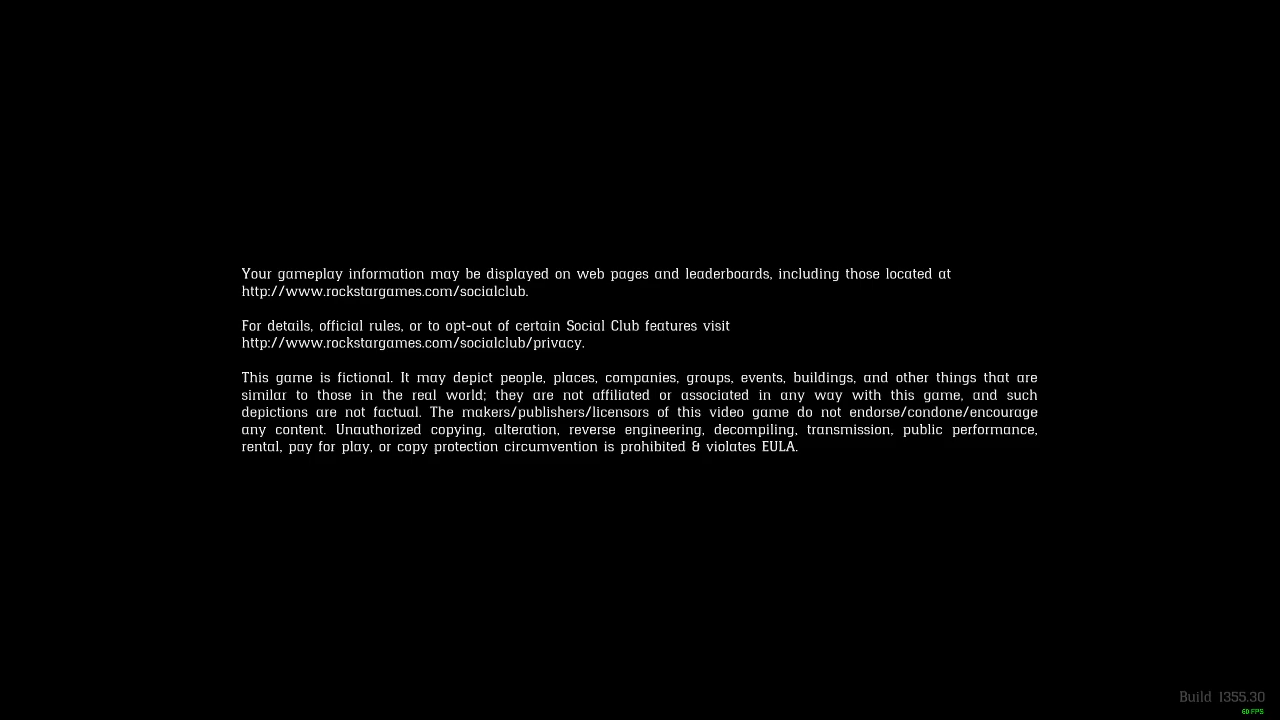 Your gameplay information may be displayed on web pages and leaderboards, including those located at
http://www.rockstargames.com/socialclub.
For details, official rules, or to opt-out of certain Social Club features visit
http://www.rockstargames.com/socialclub/privacy.
This game is fictional. It may depict people, places, companies, groups, events, buildings, and other things that are
similar to those in the real world; they are not affiliated or associated in any way with this game, and such
depictions are not factual. The makers/publishers/licensors of this video game do not endorse/condone/encourage
any content. Unauthorized copying, alteration, reverse engineering, decompiling, transmission, public performance,
rental, pay for play, or copy protection circumvention is prohibited & violates EULA.
Build 1355.30
60 FPS